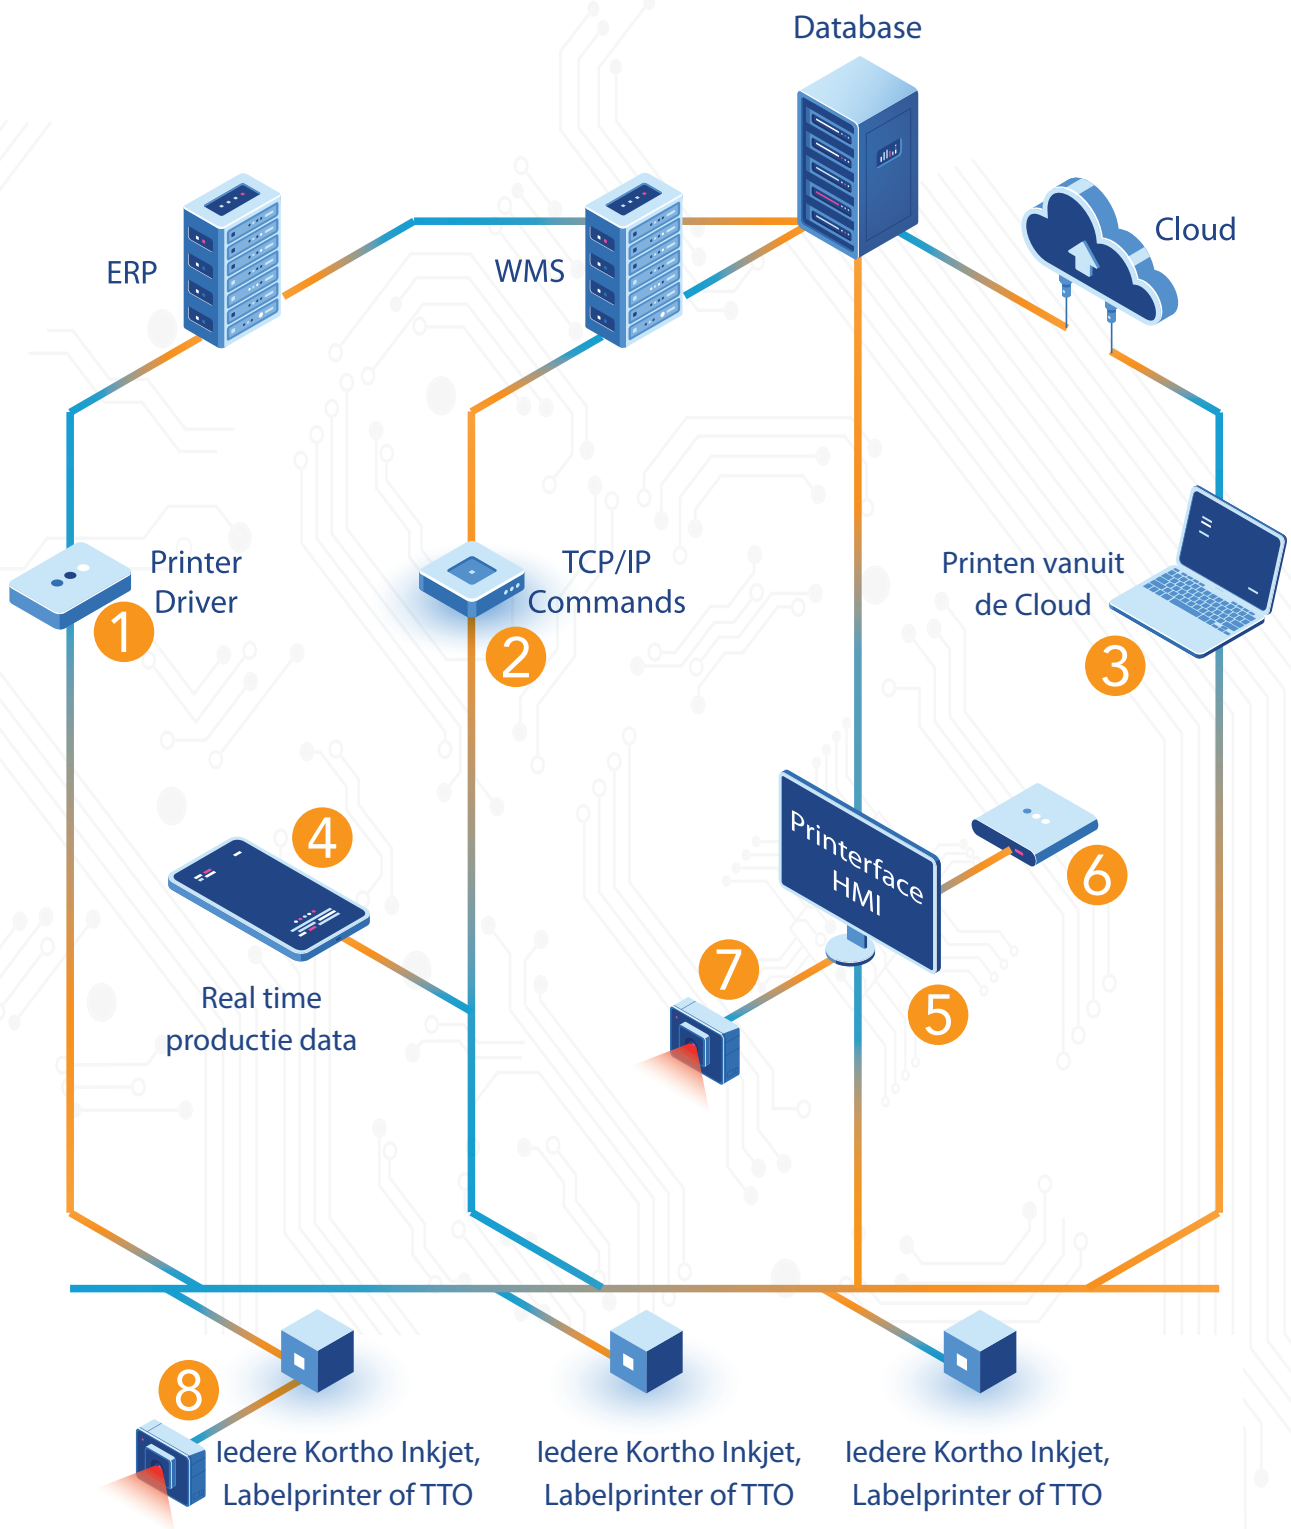 Database
Cloud
ERP
WMS
Printer
Driver
1
TCP/IP
Commands
2
Printen vanuit
de Cloud
3
4
Real time
productie data
Printerface
HMI
5
6
7
8
Iedere Kortho Inkjet,
Labelprinter of TTO
Iedere Kortho Inkjet,
Labelprinter of TTO
Iedere Kortho Inkjet,
Labelprinter of TTO